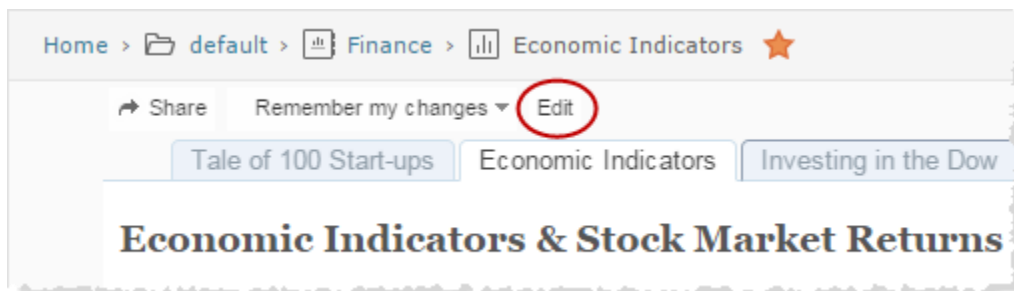 Home > default > Finance > Economic Indicators
Share Remember my changes Edit
Tale of 100 Start-ups Economic Indicators Investing in the Dow
Economic Indicators & Stock Market Returns